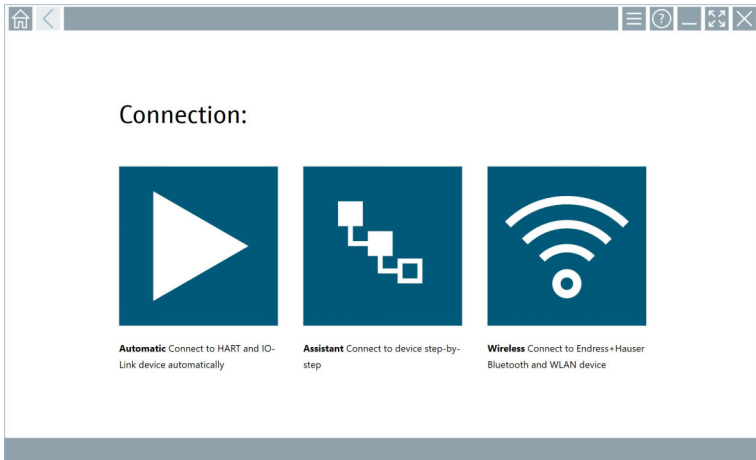 ?
Connection:
Automatic Connect to HART and IO-
Link device automatically
Assistant Connect to device step-by-
step
Wireless Connect to Endress+Hauser
Bluetooth and WLAN device